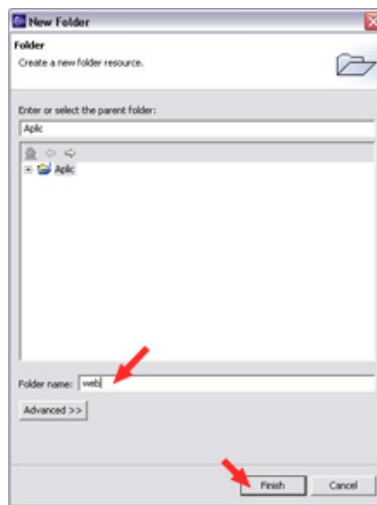 New Folder
Folder
Create a new folder resource.
Enter or select the parent folder:
Aplic
Aplic
Folder name: web
Advanced >>
Finish Cancel